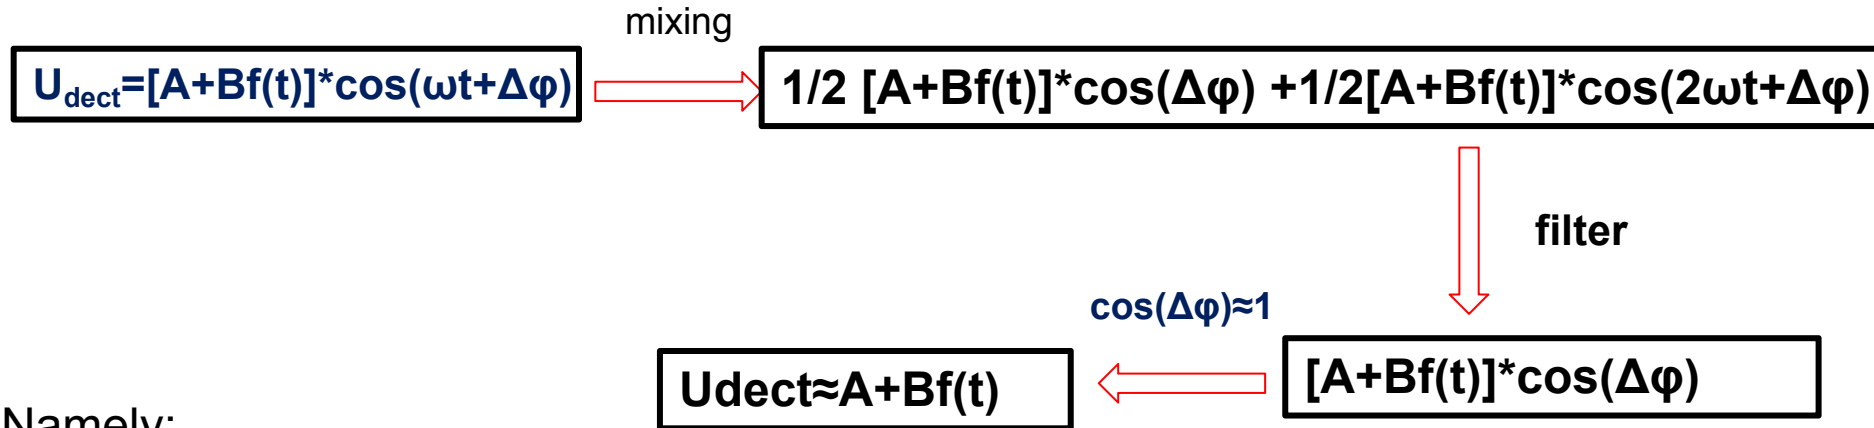 mixing
U_dect=[A+Bf(t)]*cos(ωt+Δφ)
1/2 [A+Bf(t)]*cos(Δφ) +1/2[A+Bf(t)]*cos(2ωt+Δφ)
filter
cos(Δφ)≈1
[A+Bf(t)]*cos(Δφ)
Udect≈A+Bf(t)
Namely: